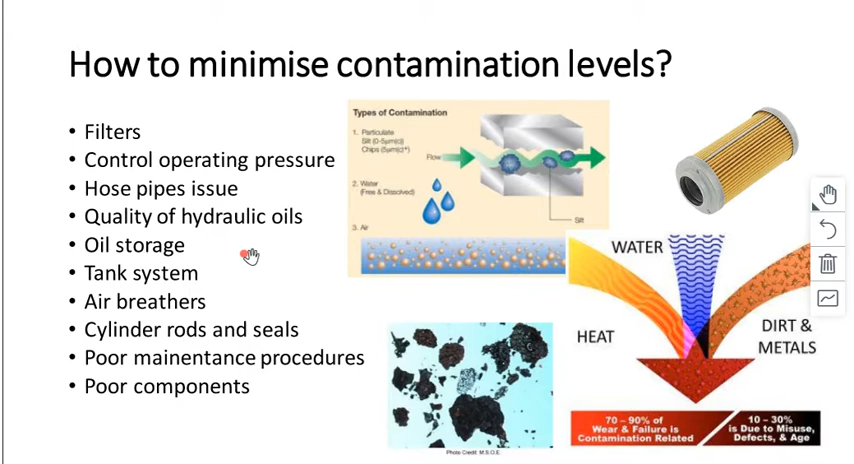 How to minimise contamination levels?
• Filters
• Control operating pressure
• Hose pipes issue
• Quality of hydraulic oils
• Oil storage
• Tank system
• Air breathers
• Cylinder rods and seals
• Poor mainentance procedures
• Poor components
Types of Contamination
1. Particulate
Silt (0-5µm(c))
Chips (5µm(c)+)
Flow
2. Water
(Free & Dissolved)
Silt
3. Air
WATER
HEAT
DIRT &
METALS
70 – 90% of
Wear & Failure is
Contamination Related
10 – 30%
is Due to Misuse,
Defects, & Age
Photo Credit: M.S.O.E.